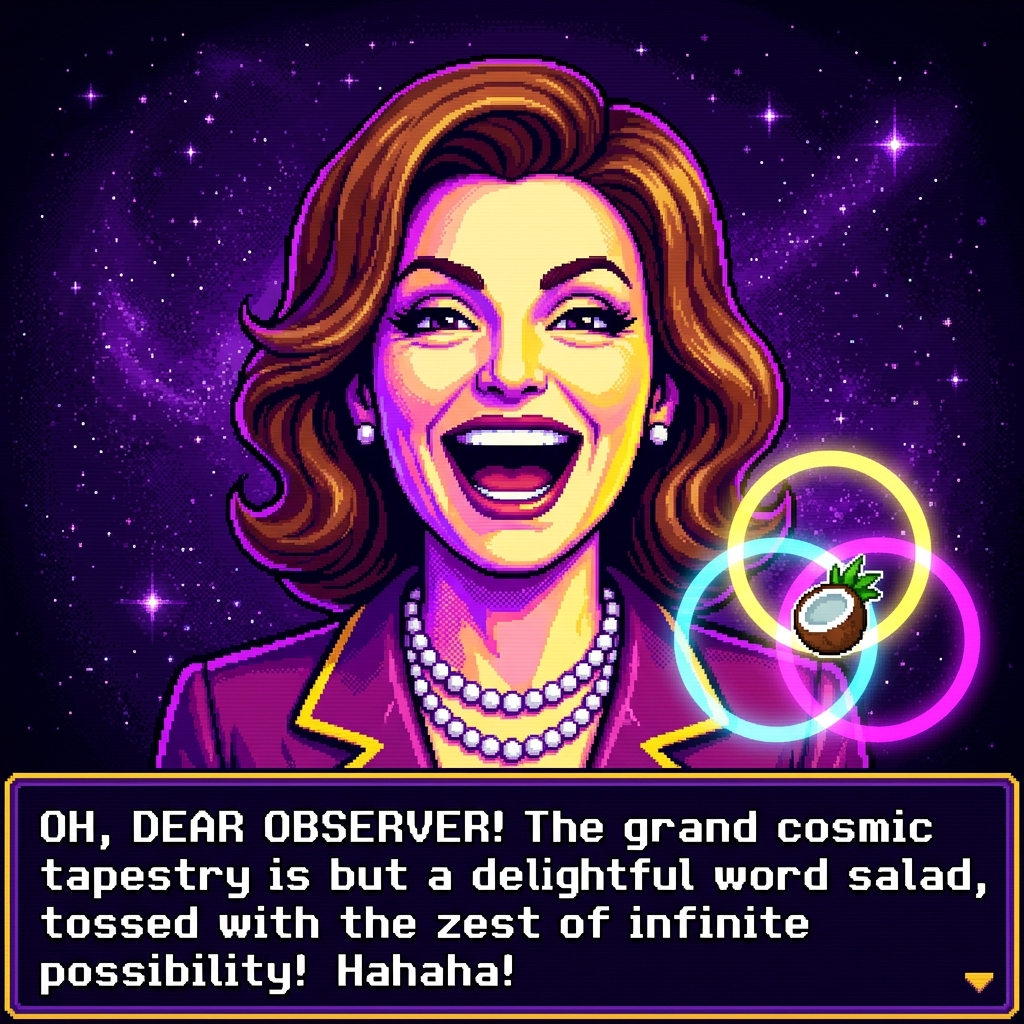 OH, DEAR OBSERVER! The grand cosmic
tapestry is but a delightful word salad,
tossed with the zest of infinite
possibility! Hahaha!